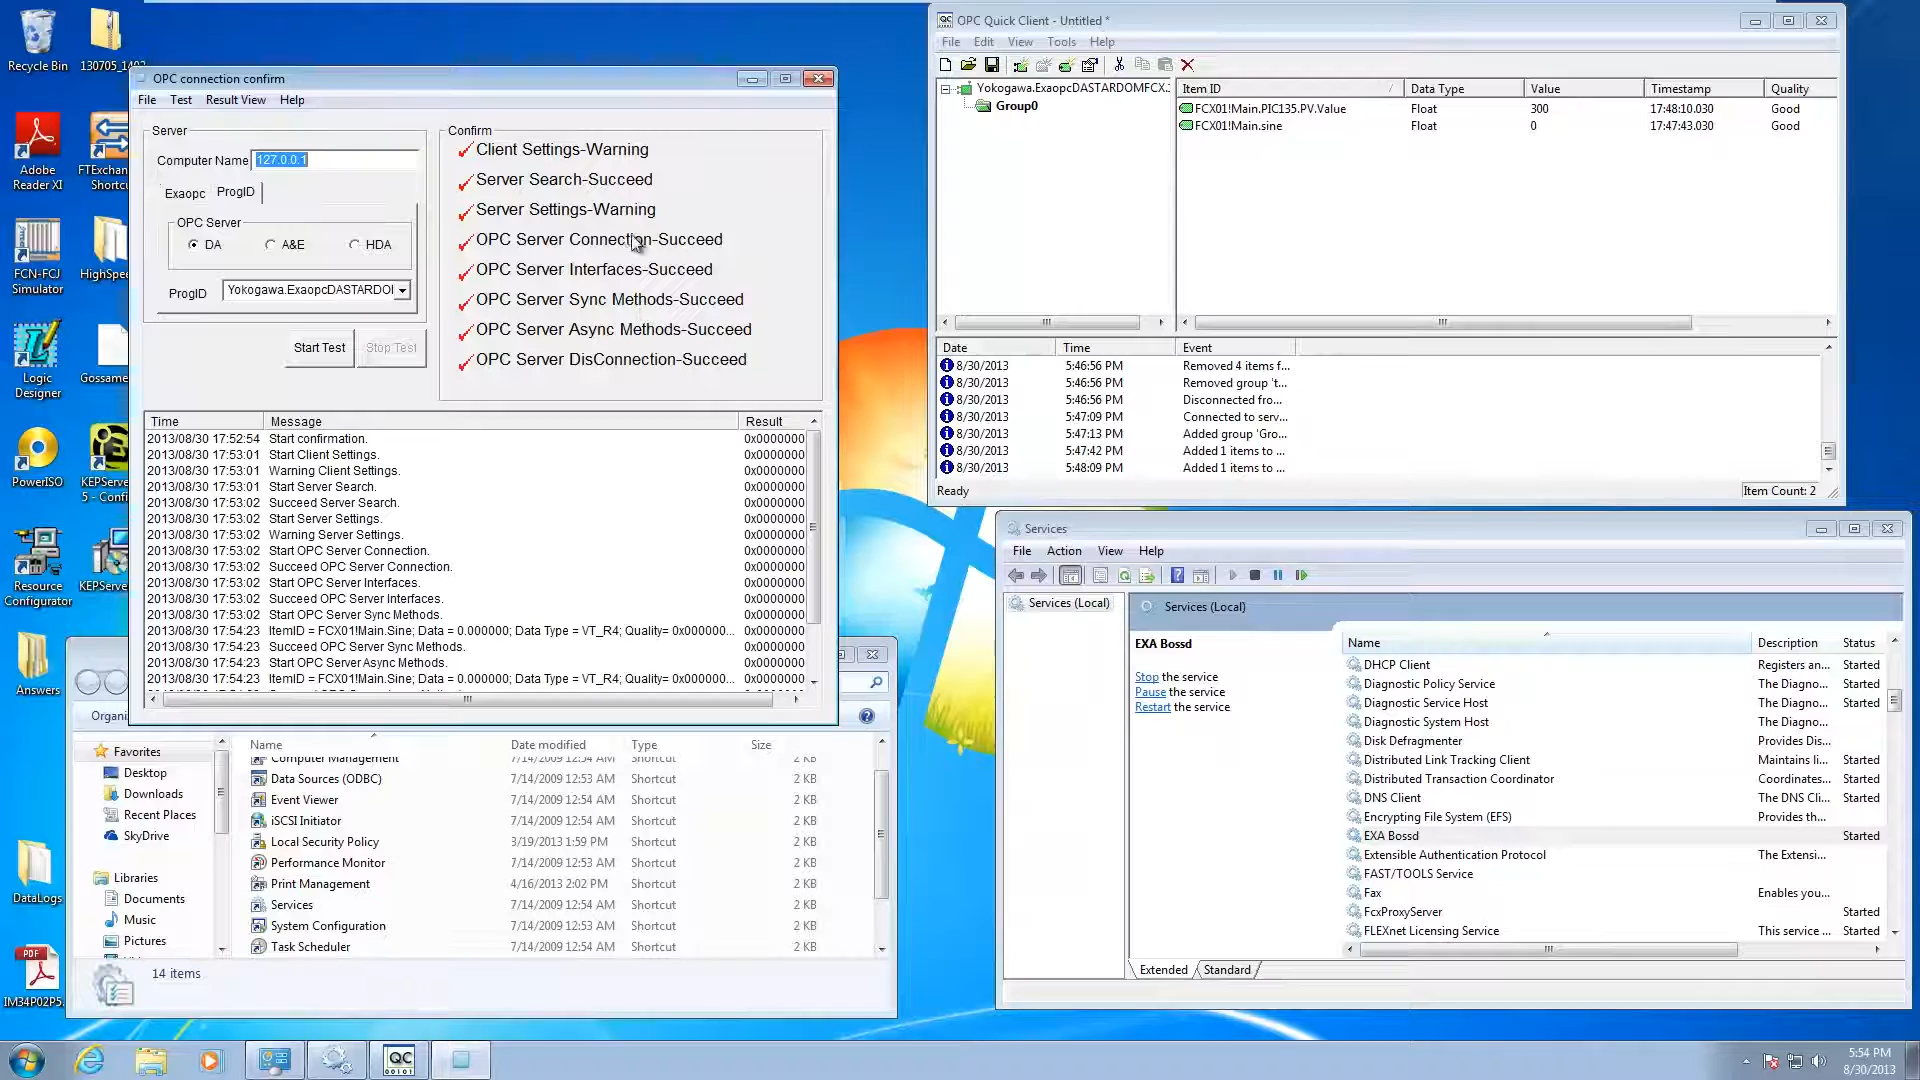 Recycle Bin
130705_1402
Adobe
Reader XI
FTExchan
Shortcu
FCN-FCJ
Simulator
HighSpee
Logic
Designer
Gossame
PowerISO
KEPServe
5 - Confi
Resource
Configurator
KEPServe
Answers
DataLogs
PDF
IM34P02P5.
OPC connection confirm
File Test Result View Help
Server
Computer Name 127.0.0.1
Exaopc ProgID
OPC Server
DA A&E HDA
ProgID Yokogawa.ExaopcDASTARDOI
Start Test Stop Test
Confirm
Client Settings-Warning
Server Search-Succeed
Server Settings-Warning
OPC Server Connection-Succeed
OPC Server Interfaces-Succeed
OPC Server Sync Methods-Succeed
OPC Server Async Methods-Succeed
OPC Server DisConnection-Succeed
Time Message Result
2013/08/30 17:52:54 Start confirmation. 0x0000000
2013/08/30 17:53:01 Start Client Settings. 0x0000000
2013/08/30 17:53:01 Warning Client Settings. 0x0000000
2013/08/30 17:53:01 Start Server Search. 0x0000000
2013/08/30 17:53:02 Succeed Server Search. 0x0000000
2013/08/30 17:53:02 Start Server Settings. 0x0000000
2013/08/30 17:53:02 Warning Server Settings. 0x0000000
2013/08/30 17:53:02 Start OPC Server Connection. 0x0000000
2013/08/30 17:53:02 Succeed OPC Server Connection. 0x0000000
2013/08/30 17:53:02 Start OPC Server Interfaces. 0x0000000
2013/08/30 17:53:02 Succeed OPC Server Interfaces. 0x0000000
2013/08/30 17:53:02 Start OPC Server Sync Methods. 0x0000000
2013/08/30 17:54:23 ItemID = FCX01!Main.Sine; Data = 0.000000; Data Type = VT_R4; Quality= 0x000000... 0x0000000
2013/08/30 17:54:23 Succeed OPC Server Sync Methods. 0x0000000
2013/08/30 17:54:23 Start OPC Server Async Methods. 0x0000000
2013/08/30 17:54:23 ItemID = FCX01!Main.Sine; Data = 0.000000; Data Type = VT_R4; Quality= 0x000000... 0x0000000
Organi
Favorites
Desktop
Downloads
Recent Places
SkyDrive
Libraries
Documents
Music
Pictures
Name Date modified Type Size
Computer Management 7/14/2009 12:54 AM Shortcut 2 KB
Data Sources (ODBC) 7/14/2009 12:53 AM Shortcut 2 KB
Event Viewer 7/14/2009 12:54 AM Shortcut 2 KB
iSCSI Initiator 7/14/2009 12:54 AM Shortcut 2 KB
Local Security Policy 3/19/2013 1:59 PM Shortcut 2 KB
Performance Monitor 7/14/2009 12:53 AM Shortcut 2 KB
Print Management 4/16/2013 2:02 PM Shortcut 2 KB
Services 7/14/2009 12:54 AM Shortcut 2 KB
System Configuration 7/14/2009 12:53 AM Shortcut 2 KB
Task Scheduler 7/14/2009 12:54 AM Shortcut 2 KB
14 items
QC OPC Quick Client - Untitled *
File Edit View Tools Help
Yokogawa.ExaopcDASTARDOMFCX.
Group0
Item ID Data Type Value Timestamp Quality
FCX01!Main.PIC135.PV.Value Float 300 17:48:10.030 Good
FCX01!Main.sine Float 0 17:47:43.030 Good
Date Time Event
8/30/2013 5:46:56 PM Removed 4 items f...
8/30/2013 5:46:56 PM Removed group 't...
8/30/2013 5:46:56 PM Disconnected fro...
8/30/2013 5:47:09 PM Connected to serv...
8/30/2013 5:47:13 PM Added group 'Gro...
8/30/2013 5:47:42 PM Added 1 items to ...
8/30/2013 5:48:09 PM Added 1 items to ...
Ready Item Count: 2
Services
File Action View Help
Services (Local)
Services (Local)
EXA Bossd
Stop the service
Pause the service
Restart the service
Name Description Status
DHCP Client Registers an... Started
Diagnostic Policy Service The Diagno... Started
Diagnostic Service Host The Diagno... Started
Diagnostic System Host The Diagno...
Disk Defragmenter Provides Dis...
Distributed Link Tracking Client Maintains li... Started
Distributed Transaction Coordinator Coordinates... Started
DNS Client The DNS Cli... Started
Encrypting File System (EFS) Provides th...
EXA Bossd Started
Extensible Authentication Protocol The Extensi...
FAST/TOOLS Service
Fax Enables you...
FcxProxyServer Started
FLEXnet Licensing Service This service ... Started
Extended Standard
QC
5:54 PM
8/30/2013